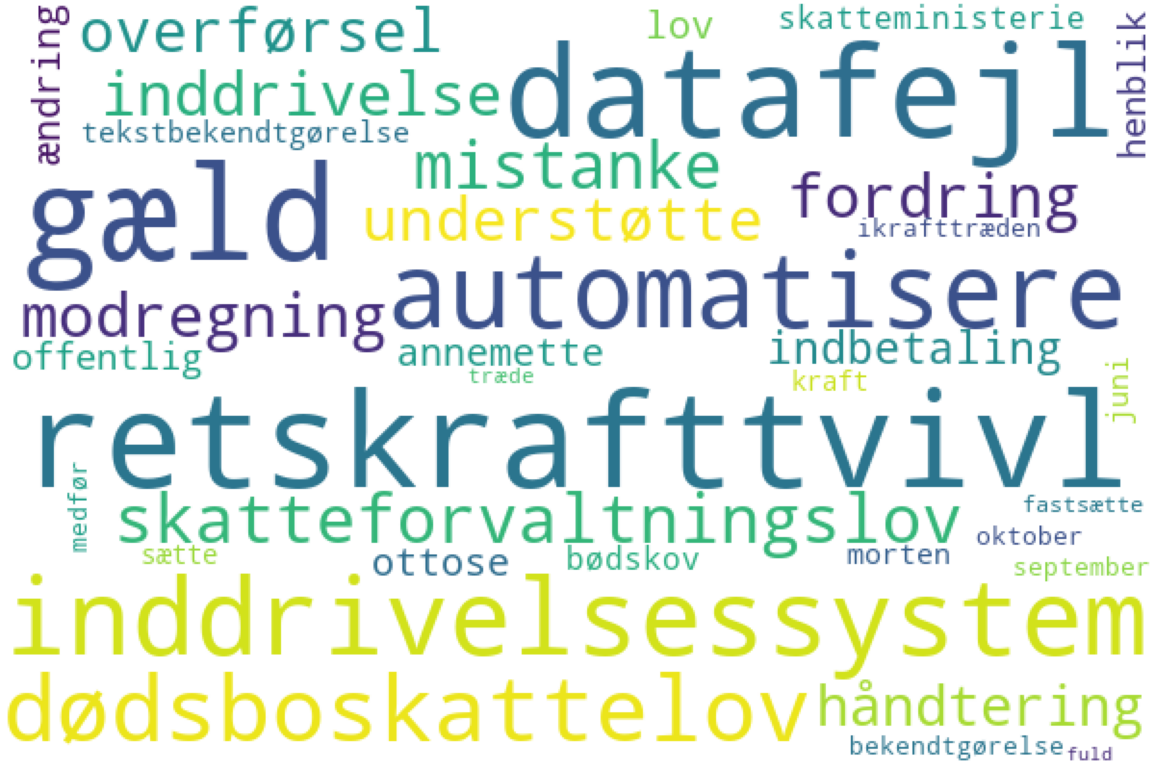 ændring
overførsel
lov
skatteministerie
henblik
inddrivelse
datafejl
tekstbekendtgørelse
mistanke
gæld
understøtte
fordring
ikrafttræden
automatisere
modregning
offentlig
annemette
indbetaling
træde
kraft
juni
retskrafttvivl
medfør
skatteforvaltningslov
fastsætte
oktober
sætte
ottose
bødskov
morten
september
inddrivelsessystem
dødsboskattelov
håndtering
bekendtgørelse
fuld